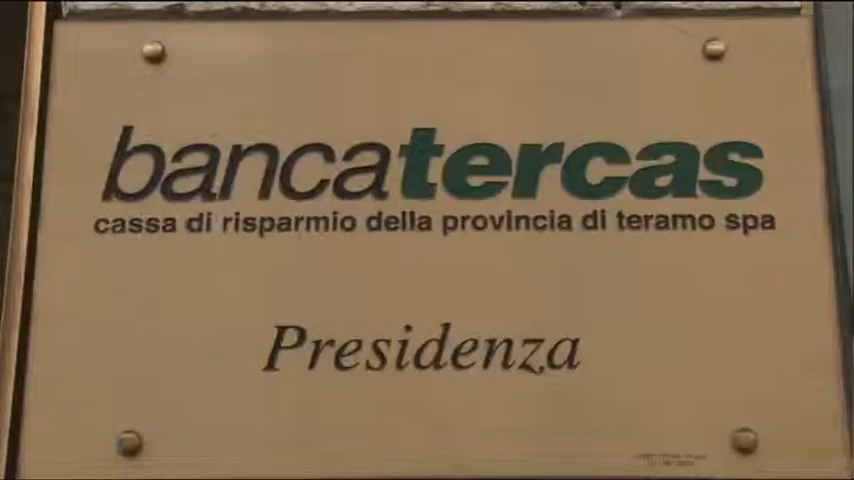 bancatercas
cassa di risparmio della provincia di teramo spa
Presidenza